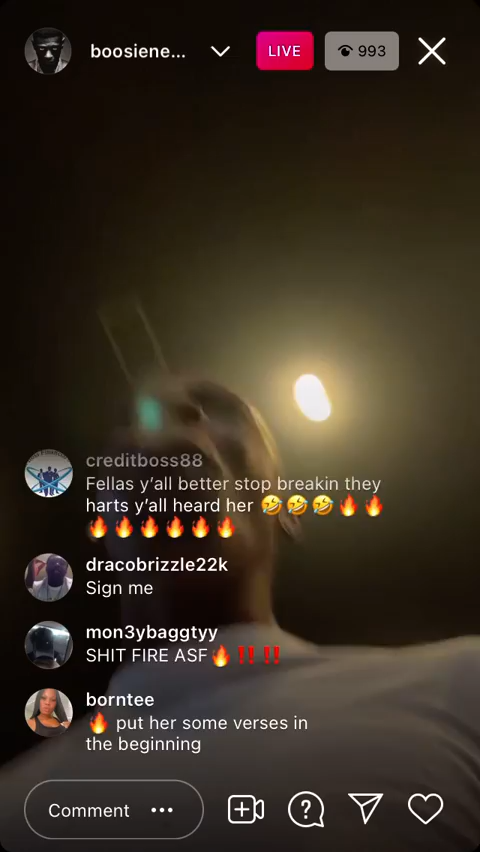 boosiene...
LIVE
993
creditboss88
Fellas y’all better stop breakin they
harts y’all heard her 🤣🤣🤣🔥🔥
🔥🔥🔥🔥🔥🔥
dracobrizzle22k
Sign me
mon3ybaggtyy
SHIT FIRE ASF🔥‼️‼️
borntee
🔥 put her some verses in
the beginning
Comment